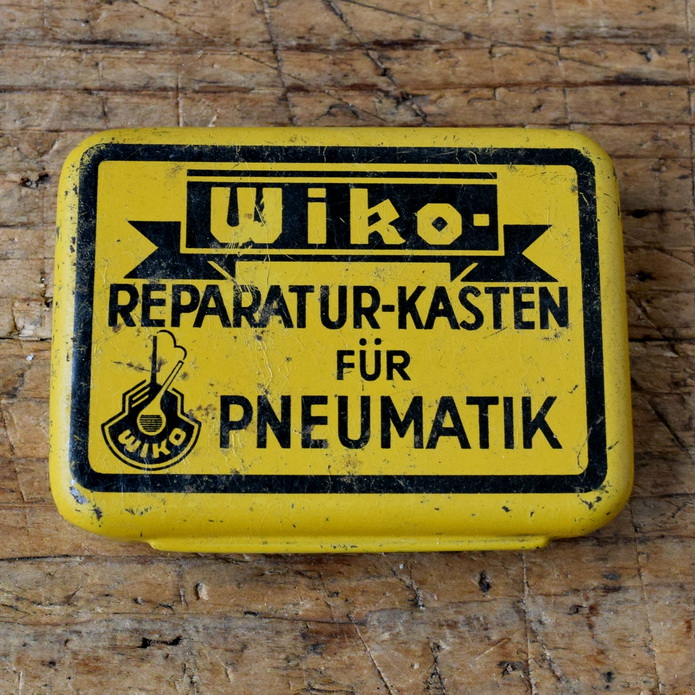 Wiko-
REPARATUR-KASTEN
FÜR
PNEUMATIK
WIKO